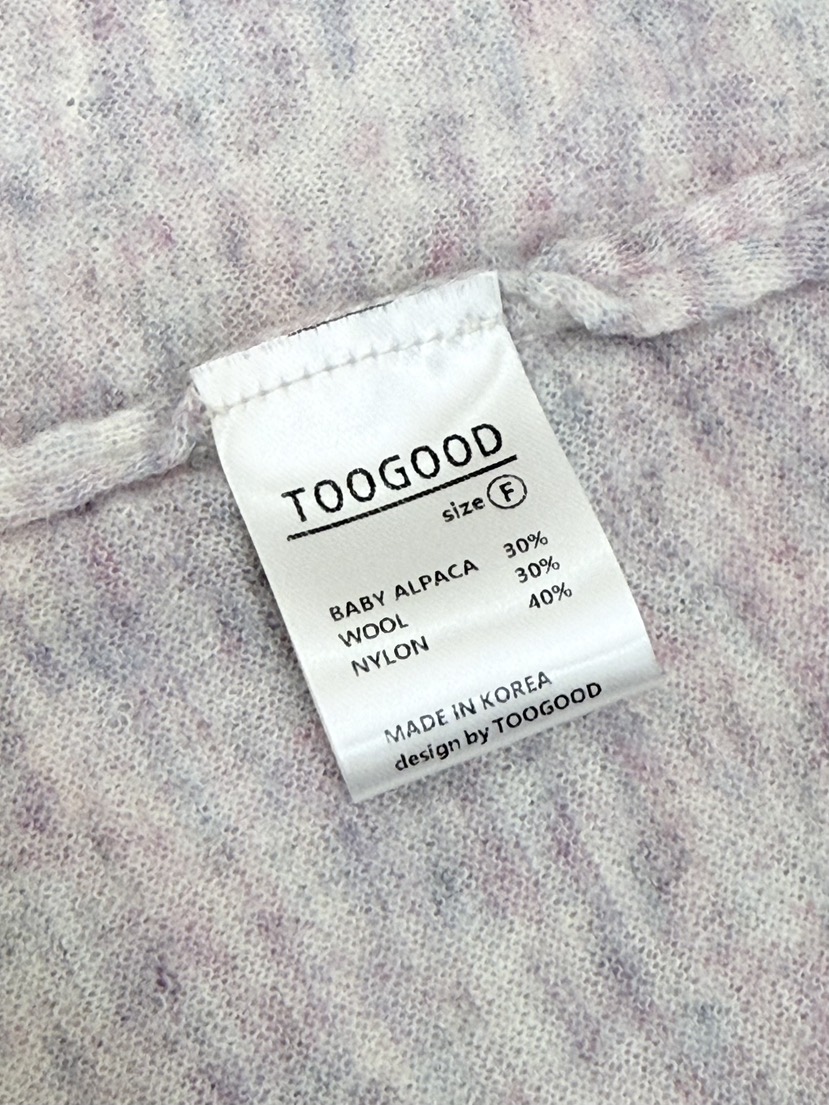 TOOGOOD
size F
BABY ALPACA 30%
WOOL 30%
NYLON 40%
MADE IN KOREA
design by TOOGOOD